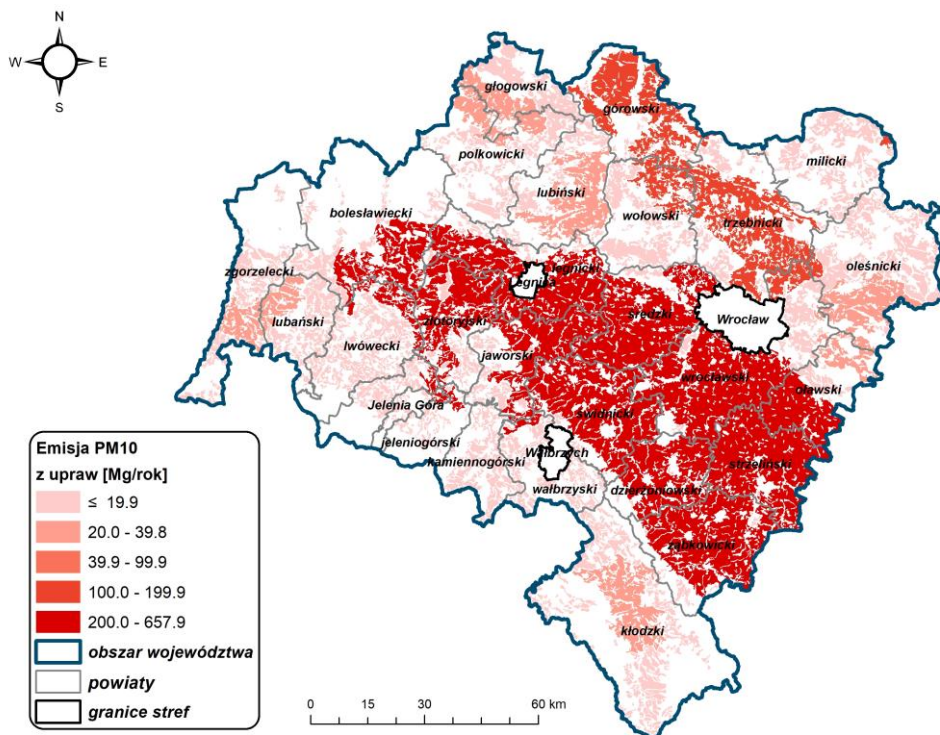 N
W E
S
głogowski
górowski
polkowicki
milicki
lubiński
wołowski
trzebnicki
bolesławiecki
zgorzelecki
legnicki
Legnica
oleśnicki
lubański
złotoryjski
średzki
Wrocław
lwówecki
jaworski
wrocławski
oławski
Jelenia Góra
świdnicki
jeleniogórski
kamiennogórski
Wałbrzych
strzeliński
wałbrzyski
dzierżoniowski
ząbkowicki
kłodzki
Emisja PM10
z upraw [Mg/rok]
≤ 19.9
20.0 - 39.8
39.9 - 99.9
100.0 - 199.9
200.0 - 657.9
obszar województwa
powiaty
granice stref
0 15 30 60 km